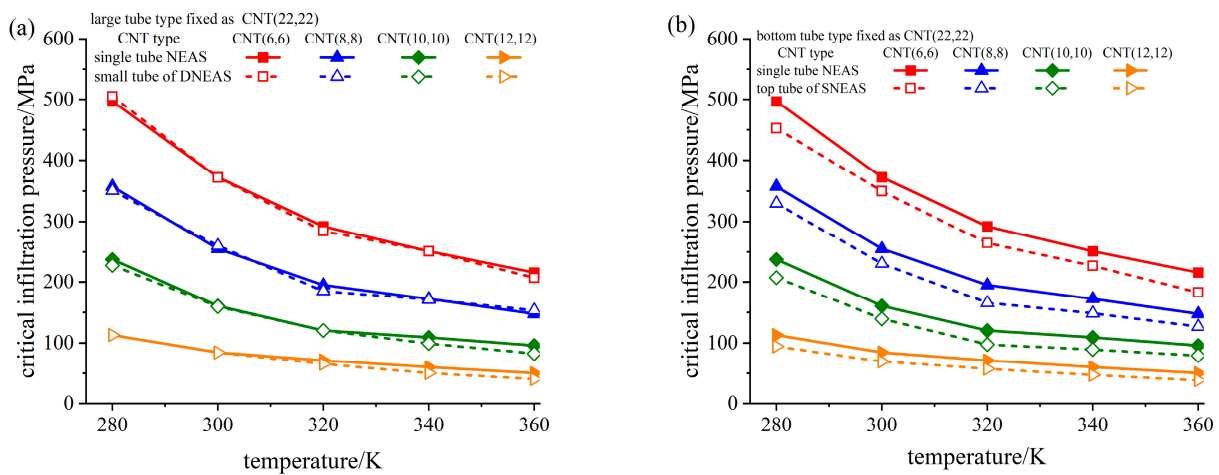 (a)
large tube type fixed as CNT(22,22)
CNT type CNT(6,6) CNT(8,8) CNT(10,10) CNT(12,12)
single tube NEAS
small tube of DNEAS
critical infiltration pressure/MPa
600
500
400
300
200
100
0
280 300 320 340 360
temperature/K
(b)
bottom tube type fixed as CNT(22,22)
CNT type CNT(6,6) CNT(8,8) CNT(10,10) CNT(12,12)
single tube NEAS
top tube of SNEAS
critical infiltration pressure/MPa
600
500
400
300
200
100
0
280 300 320 340 360
temperature/K